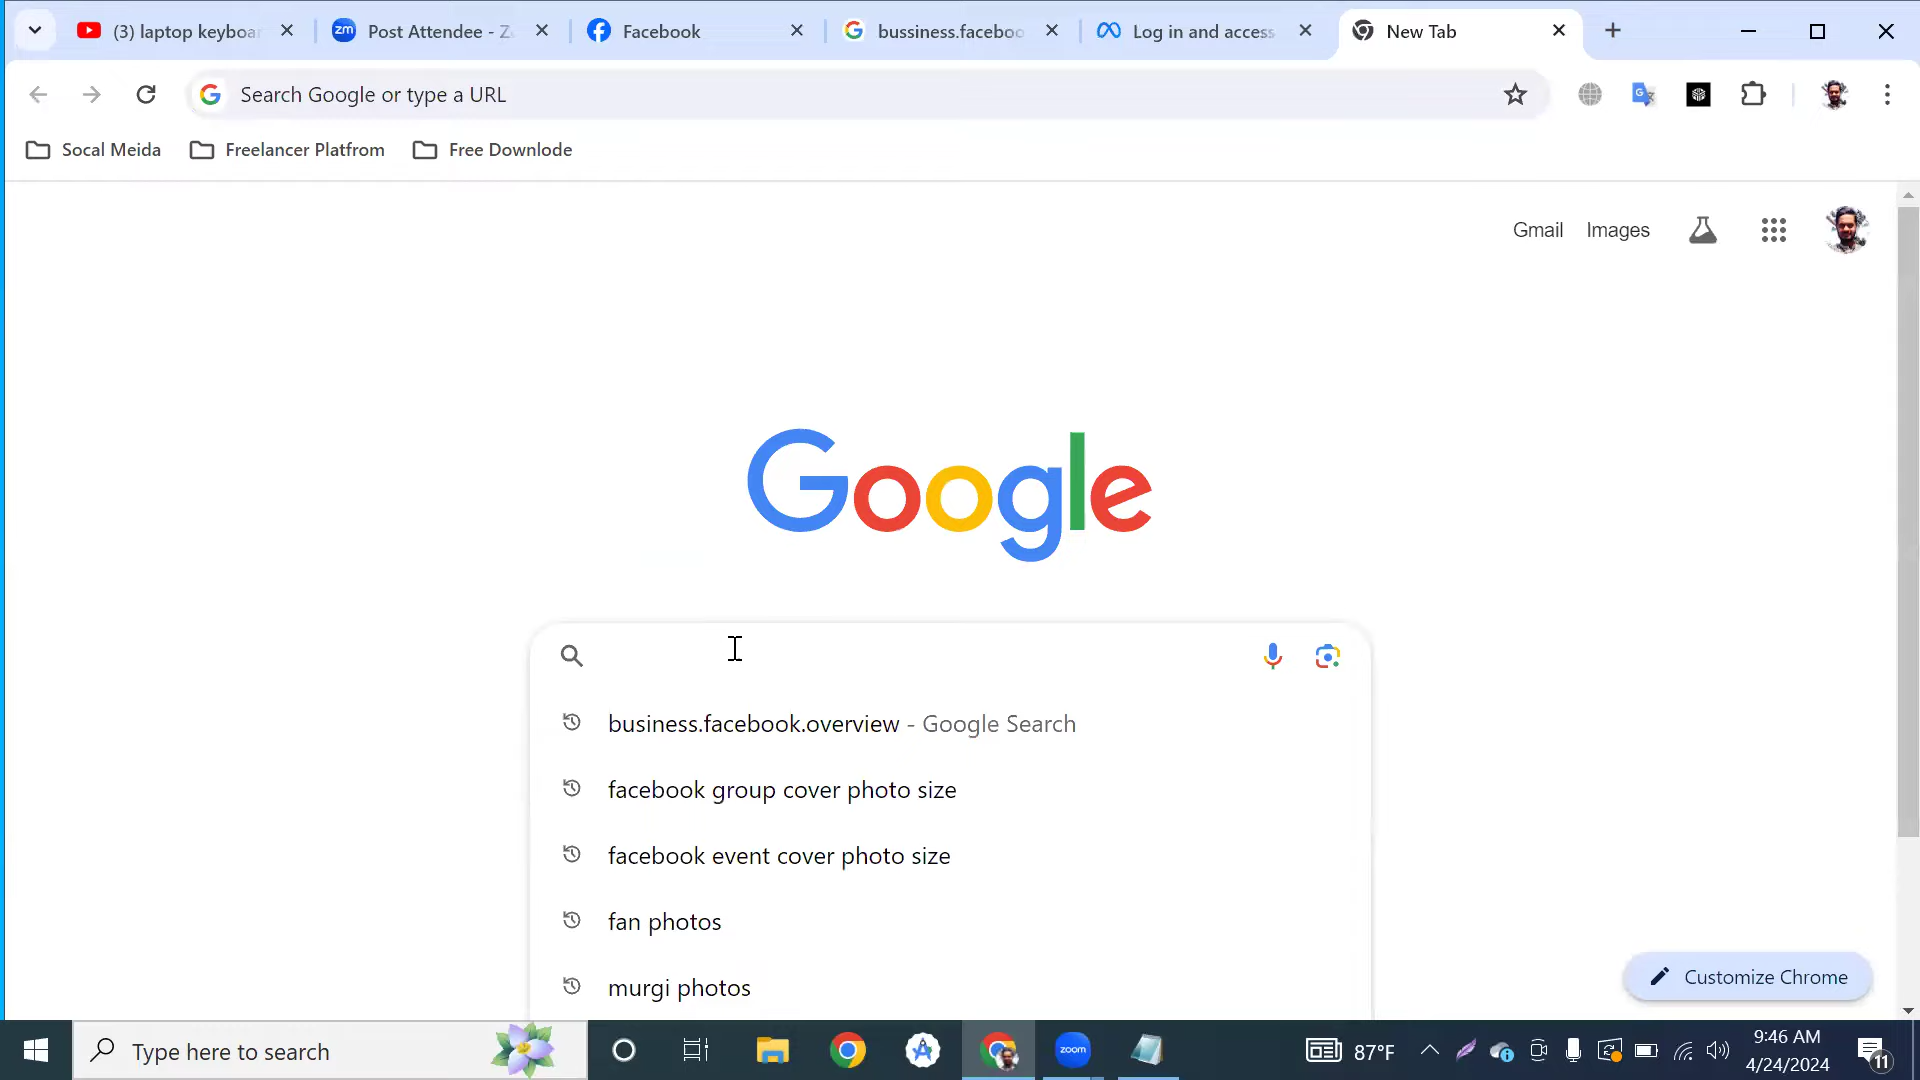 (3) laptop keyboar
zm
Post Attendee - Z
Facebook
bussiness.faceboo
Log in and access
New Tab
Search Google or type a URL
Socal Meida
Freelancer Platfrom
Free Downlode
Gmail
Images
Google
business.facebook.overview - Google Search
facebook group cover photo size
facebook event cover photo size
fan photos
murgi photos
Customize Chrome
Type here to search
zoom
87°F
9:46 AM
4/24/2024
11